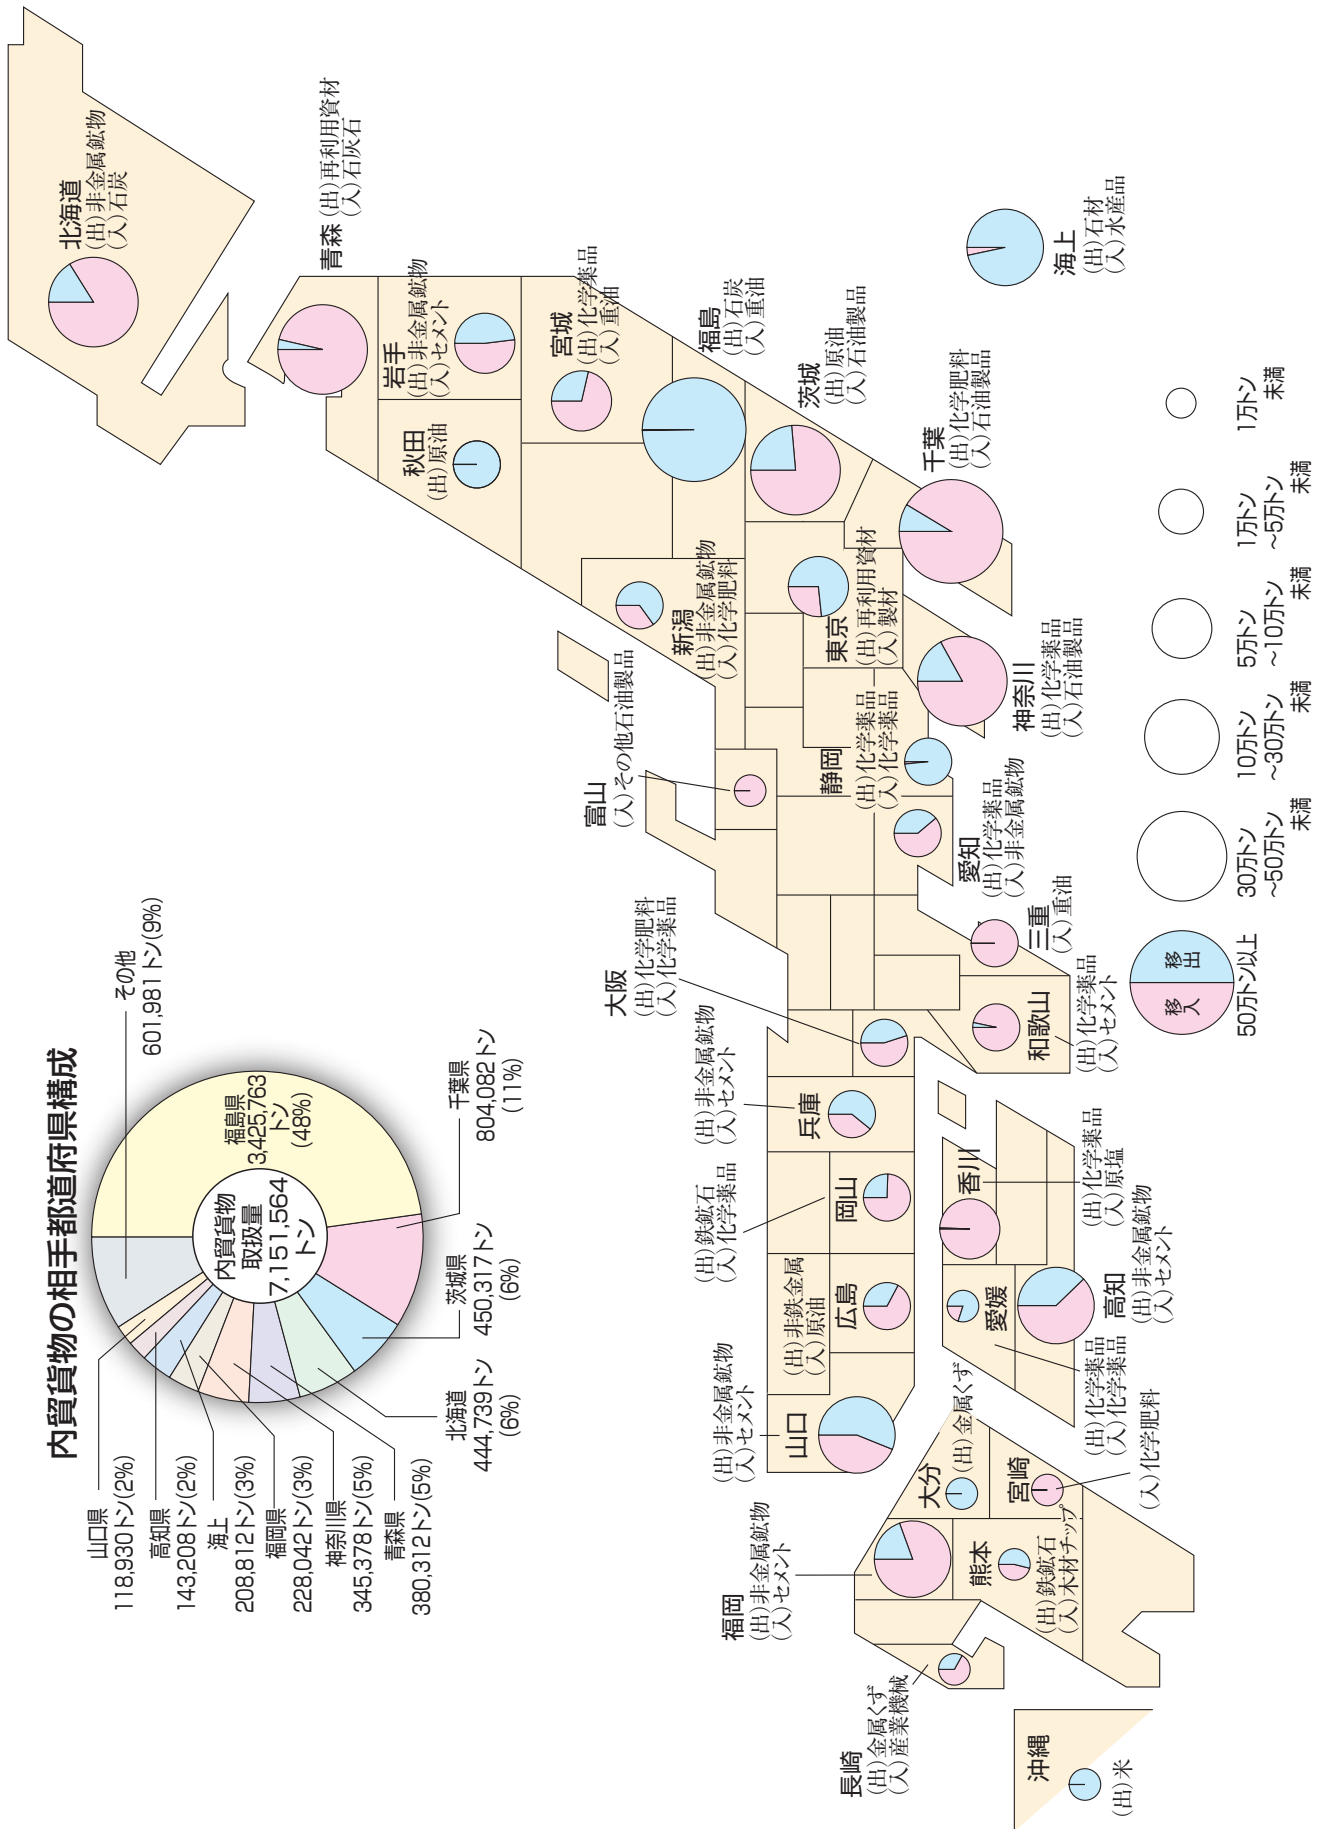 内貿貨物の相手都道府県構成
内貿貨物
取扱量
7,151,564
トン
福島県
3,425,763
トン
(48%)
千葉県
804,082トン
(11%)
茨城県
450,317トン
(6%)
北海道
444,739トン
(6%)
青森県
380,312トン(5%)
神奈川県
345,378トン(5%)
福岡県
228,042トン(3%)
海上
208,812トン(3%)
高知県
143,208トン(2%)
山口県
118,930トン(2%)
その他
601,981トン(9%)
北海道
(出)非金属鉱物
(入)石炭
青森
(出)再利用資材
(入)石灰石
岩手
(出)非金属鉱物
(入)セメント
秋田
(出)原油
宮城
(出)化学薬品
(入)重油
福島
(出)石炭
(入)重油
茨城
(出)原油
(入)石油製品
千葉
(出)化学肥料
(入)石油製品
海上
(出)石材
(入)水産品
新潟
(出)非金属鉱物
(入)化学肥料
東京
(出)再利用資材
(入)製材
神奈川
(出)化学薬品
(入)石油製品
富山
(入)その他石油製品
静岡
(出)化学薬品
(入)化学薬品
愛知
(出)化学薬品
(入)非金属鉱物
三重
(入)重油
和歌山
(出)化学薬品
(入)セメント
大阪
(出)化学肥料
(入)化学薬品
兵庫
(出)非金属鉱物
(入)セメント
岡山
(出)鉄鉱石
(入)化学薬品
広島
(出)非鉄金属
(入)原油
山口
(出)非金属鉱物
(入)セメント
香川
(出)化学薬品
(入)原塩
高知
(出)非金属鉱物
(入)セメント
愛媛
(出)化学薬品
(入)化学薬品
福岡
(出)非金属鉱物
(入)セメント
大分
(出)金属くず
宮崎
(入)化学肥料
熊本
(出)鉄鉱石
(入)木材チップ
長崎
(出)金属くず
(入)産業機械
沖縄
(出)米
移入
移出
50万トン以上
30万トン
~50万トン
未満
10万トン
~30万トン
未満
5万トン
~10万トン
未満
1万トン
~5万トン
未満
1万トン
未満